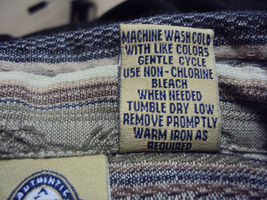 MACHINE WASH COLD
WITH LIKE COLORS
GENTLE CYCLE
USE NON-CHLORINE
BLEACH
WHEN NEEDED
TUMBLE DRY LOW
REMOVE PROMPTLY
WARM IRON AS
REQUIRED
AUTHENTIC